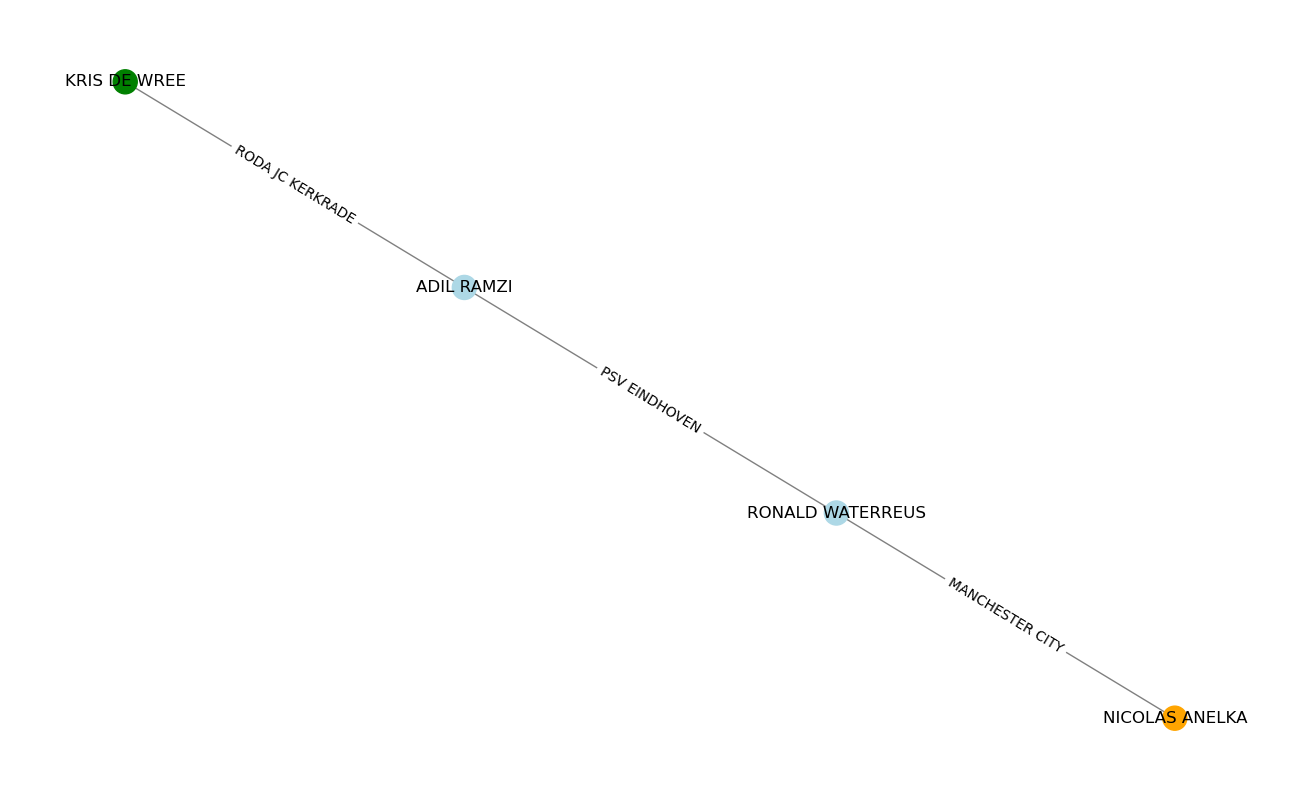 KRIS DE WREE
RODA JC KERKRADE
ADIL RAMZI
PSV EINDHOVEN
RONALD WATERREUS
MANCHESTER CITY
NICOLAS ANELKA